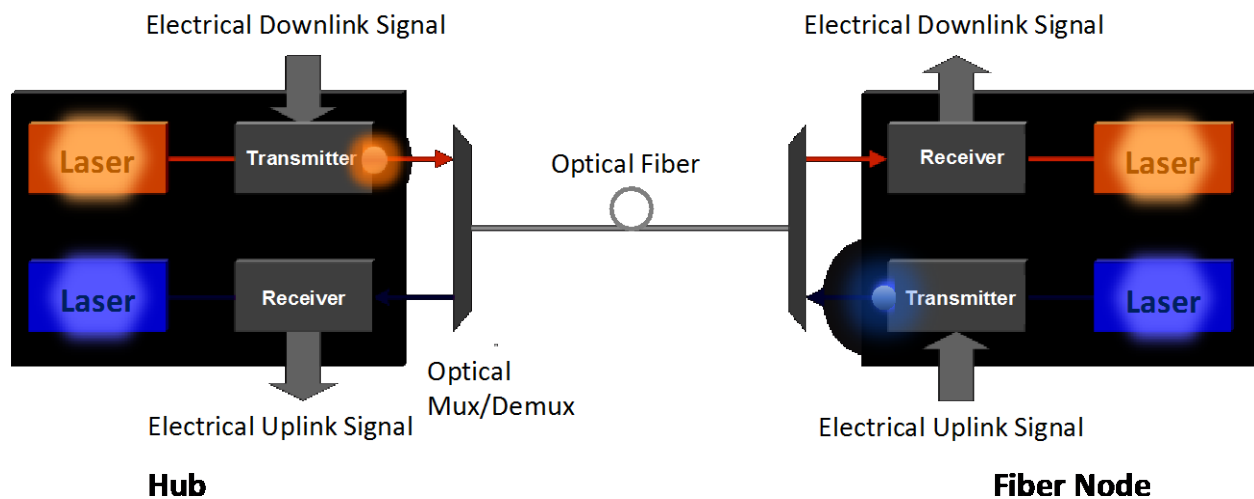 Electrical Downlink Signal
Electrical Downlink Signal
Laser
Transmitter
Optical Fiber
Receiver
Laser
Laser
Receiver
Transmitter
Laser
Optical
Mux/Demux
Electrical Uplink Signal
Electrical Uplink Signal
Hub
Fiber Node